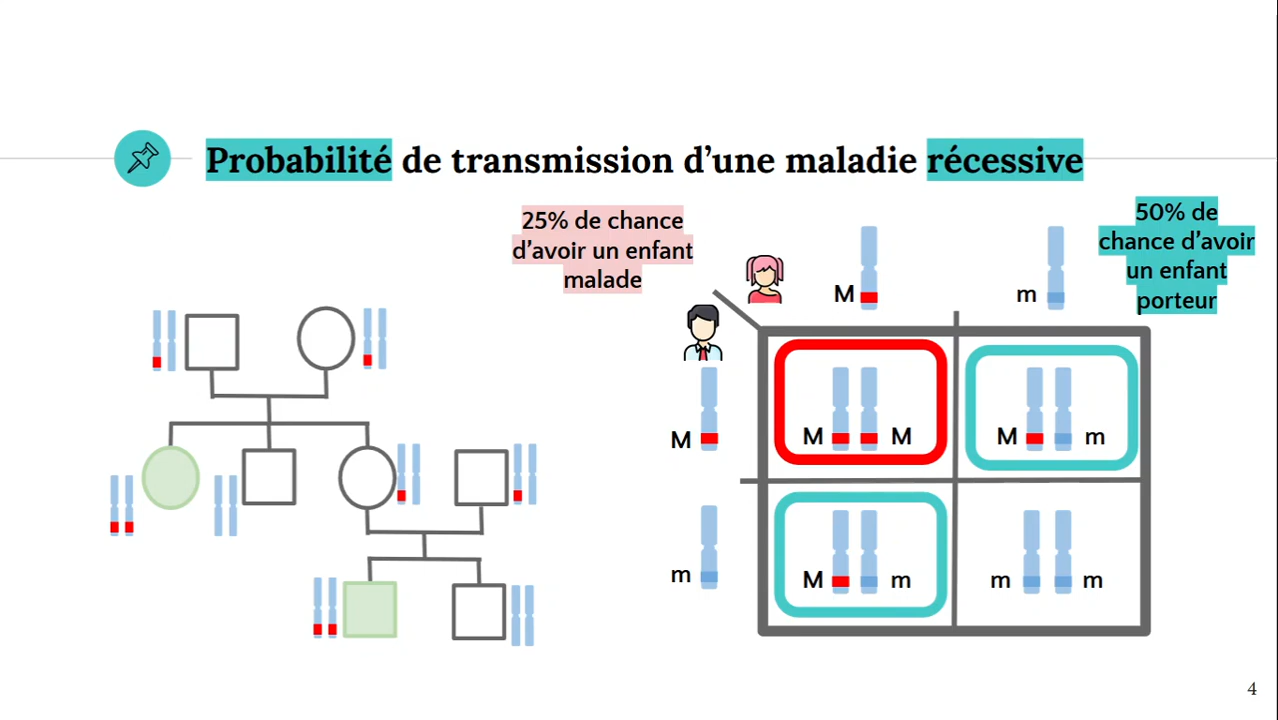 Probabilité de transmission d’une maladie récessive
25% de chance
d’avoir un enfant
malade
50% de
chance d’avoir
un enfant
porteur
M
m
M
M M
M m
m
M m
m m
4